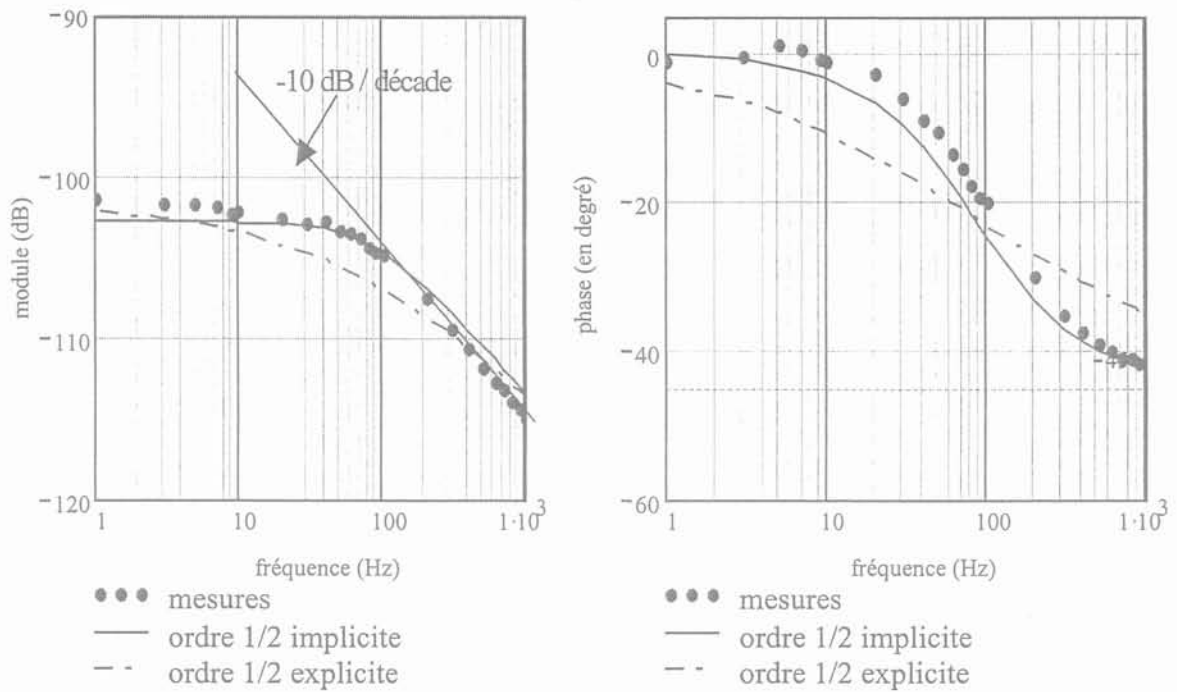 −90
−100
−110
−120
module (dB)
-10 dB / décade
1
10
100
1·10³
fréquence (Hz)
mesures
ordre 1/2 implicite
ordre 1/2 explicite
0
−20
−40
−60
phase (en degré)
1
10
100
1·10³
fréquence (Hz)
mesures
ordre 1/2 implicite
ordre 1/2 explicite